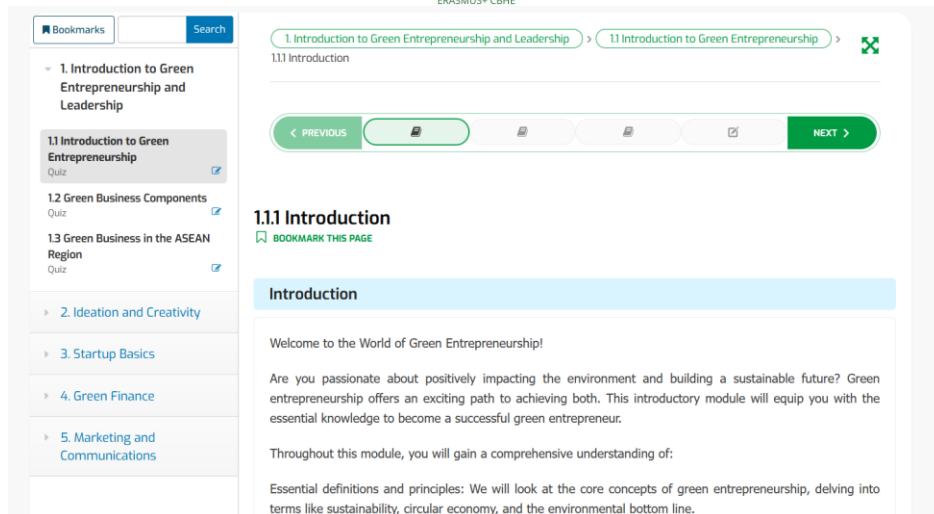 ERASMUS+ CBHE
Bookmarks
Search
1. Introduction to Green
Entrepreneurship and
Leadership
1.1 Introduction to Green
Entrepreneurship
Quiz
1.2 Green Business Components
Quiz
1.3 Green Business in the ASEAN
Region
Quiz
2. Ideation and Creativity
3. Startup Basics
4. Green Finance
5. Marketing and
Communications
1. Introduction to Green Entrepreneurship and Leadership > 1.1 Introduction to Green Entrepreneurship >
1.1.1 Introduction
< PREVIOUS
NEXT >
1.1.1 Introduction
BOOKMARK THIS PAGE
Introduction
Welcome to the World of Green Entrepreneurship!
Are you passionate about positively impacting the environment and building a sustainable future? Green
entrepreneurship offers an exciting path to achieving both. This introductory module will equip you with the
essential knowledge to become a successful green entrepreneur.
Throughout this module, you will gain a comprehensive understanding of:
Essential definitions and principles: We will look at the core concepts of green entrepreneurship, delving into
terms like sustainability, circular economy, and the environmental bottom line.